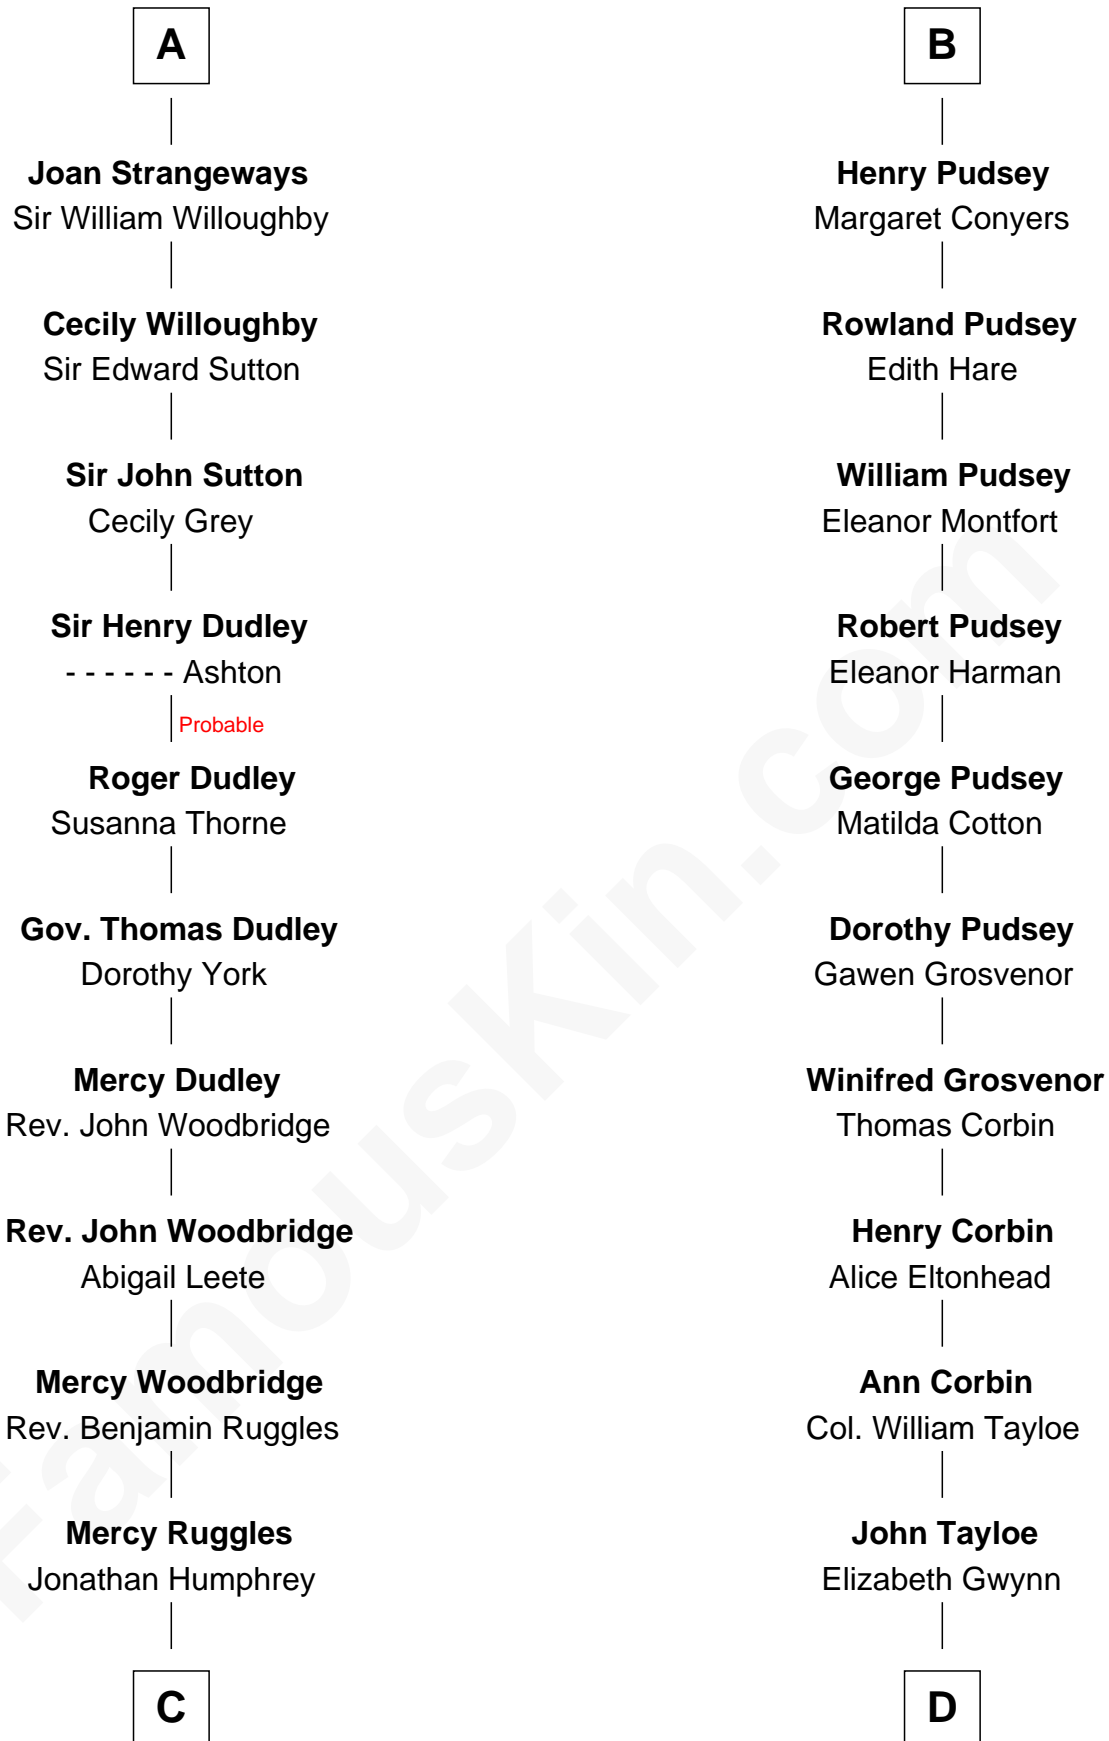 A
Joan Strangeways
Sir William Willoughby
Cecily Willoughby
Sir Edward Sutton
Sir John Sutton
Cecily Grey
Sir Henry Dudley
- - - - - - Ashton
Probable
Roger Dudley
Susanna Thorne
Gov. Thomas Dudley
Dorothy York
Mercy Dudley
Rev. John Woodbridge
Rev. John Woodbridge
Abigail Leete
Mercy Woodbridge
Rev. Benjamin Ruggles
Mercy Ruggles
Jonathan Humphrey
C
B
Henry Pudsey
Margaret Conyers
Rowland Pudsey
Edith Hare
William Pudsey
Eleanor Montfort
Robert Pudsey
Eleanor Harman
George Pudsey
Matilda Cotton
Dorothy Pudsey
Gawen Grosvenor
Winifred Grosvenor
Thomas Corbin
Henry Corbin
Alice Eltonhead
Ann Corbin
Col. William Tayloe
John Tayloe
Elizabeth Gwynn
D
FamousKin.com